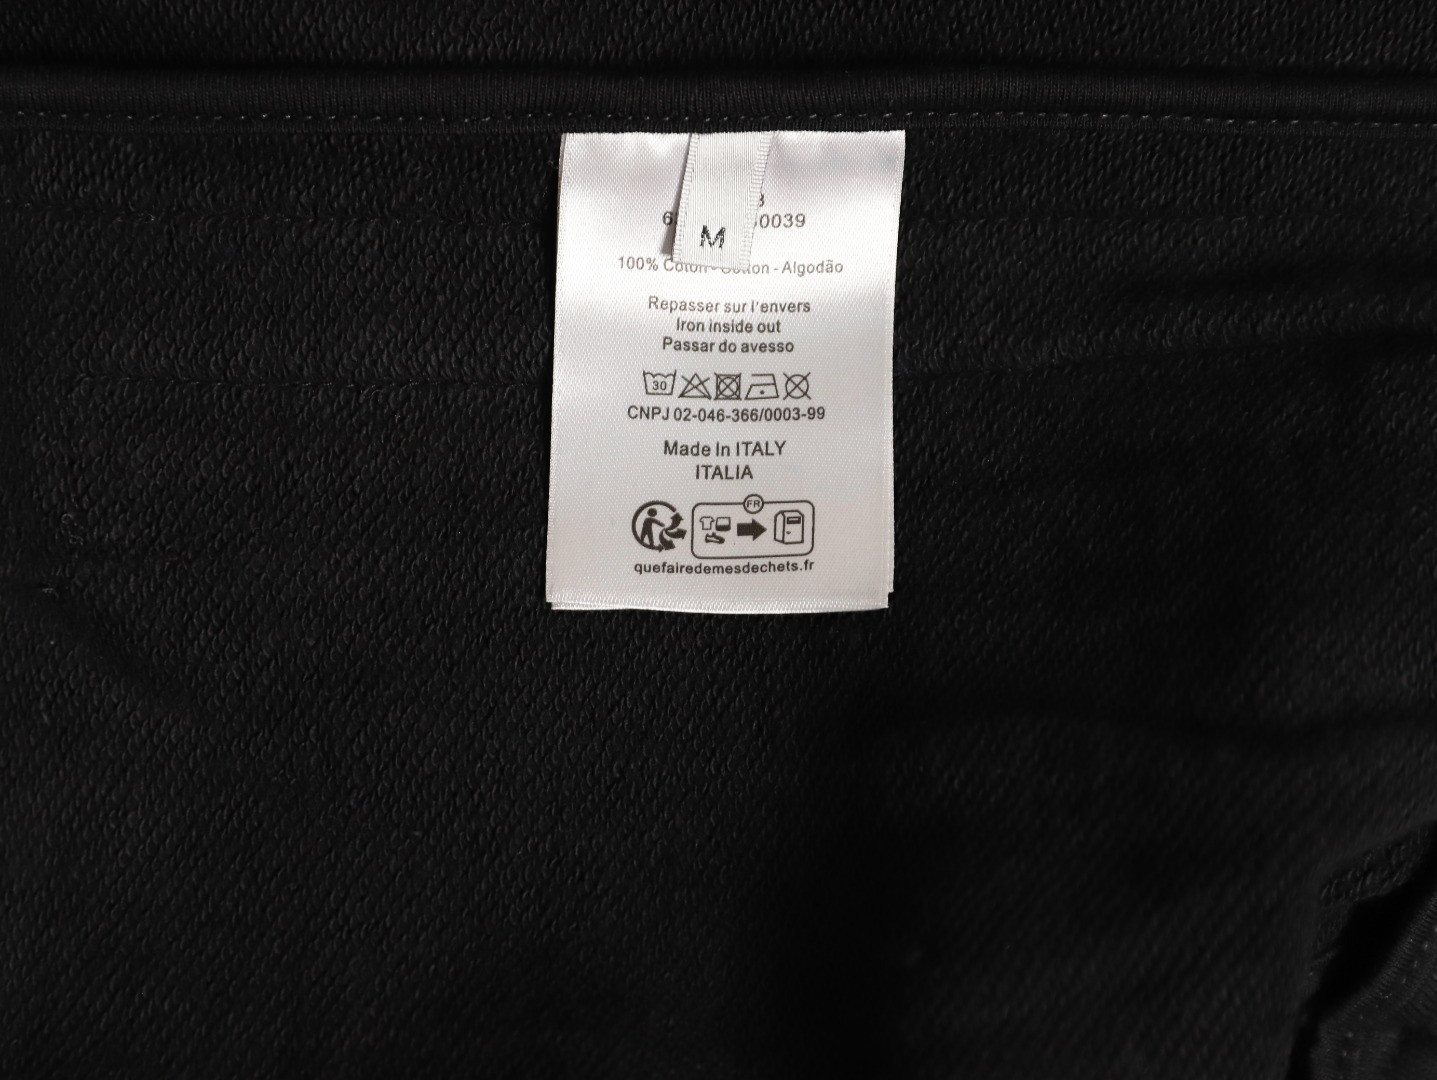 M
100% Coton - Cotton - Algodão
Repasser sur l'envers
Iron inside out
Passar do avesso
30
CNPJ 02-046-366/0003-99
Made In ITALY
ITALIA
FR
quefairedemesdechets.fr